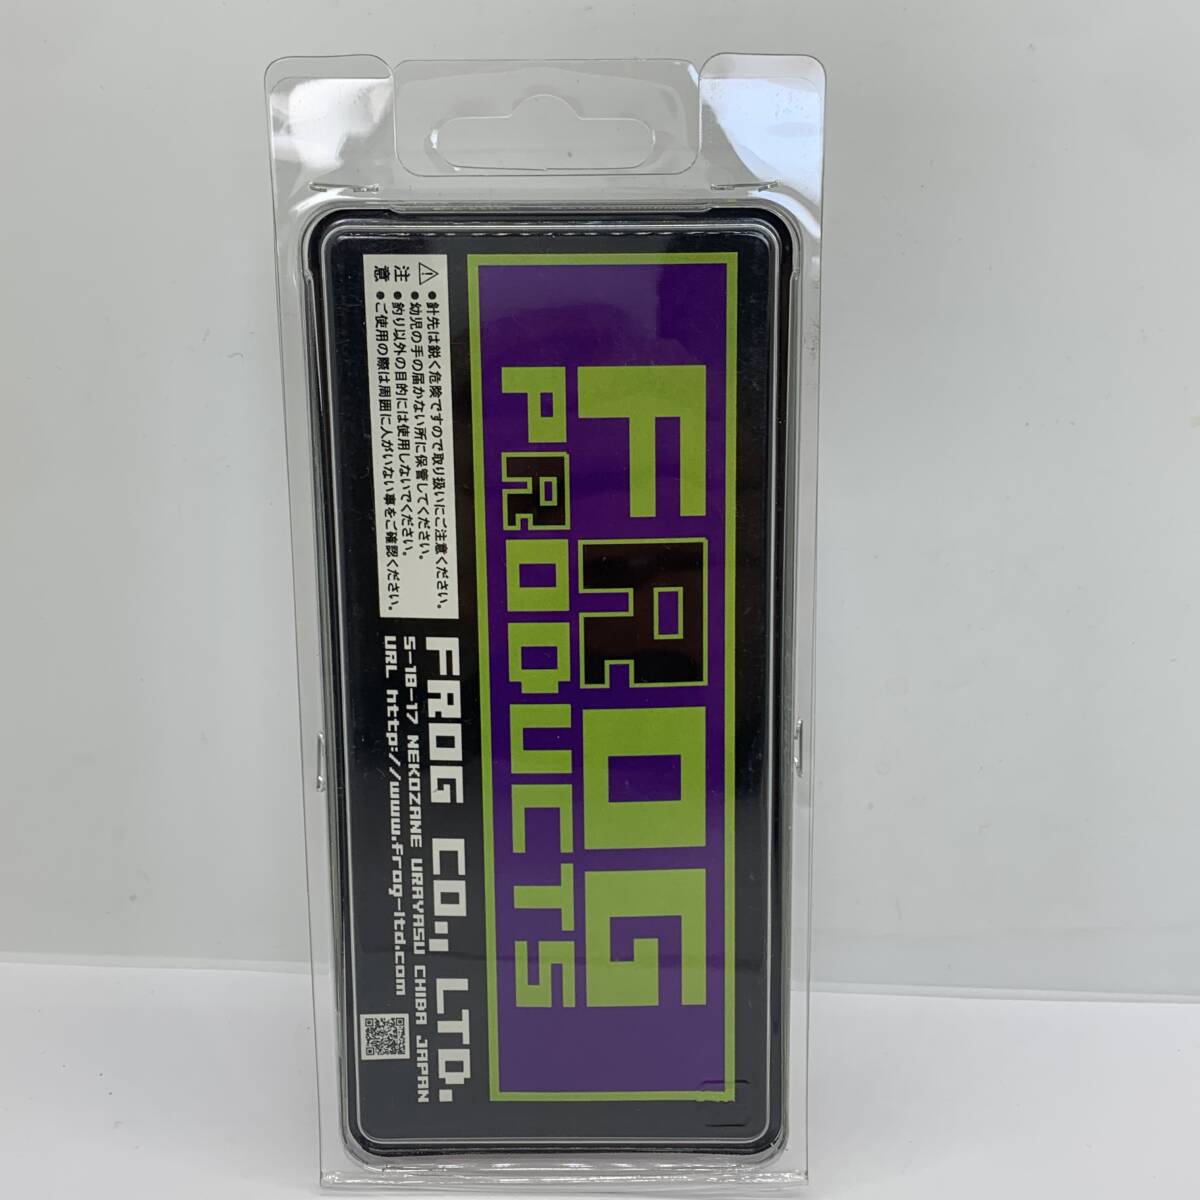 FROG
PRODUCTS
⚠
注意
●針先は鋭く危険ですので取り扱いにご注意ください。
●幼児の手の届かない所に保管してください。
●釣り以外の目的には使用しないでください。
●ご使用の際は周囲に人がいない事をご確認ください。
FROG CO., LTD.
5-18-17 NEKOZANE URAYASU CHIBA JAPAN
URL http://www.frog-ltd.com